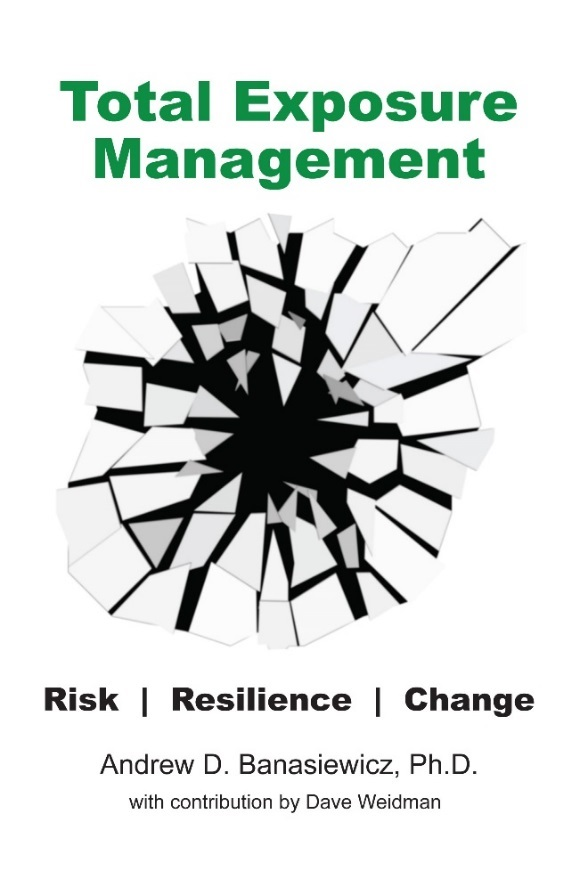 Total Exposure
Management
Risk | Resilience | Change
Andrew D. Banasiewicz, Ph.D.
with contribution by Dave Weidman